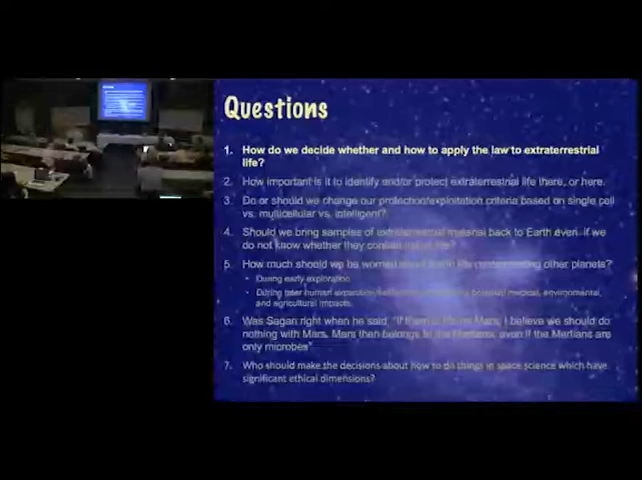 Questions
1. How do we decide whether and how to apply the law to extraterrestrial
life?
2. How important is it to identify and/or protect extraterrestrial life there, or here.
3. Do or should we change our protection/exploitation criteria based on single cell
vs. multicellular vs. intelligent?
4. Should we bring samples of extraterrestrial material back to Earth even if we
do not know whether they contain
5. How much should we be worried about contaminating other planets?
• During early exploration
• During later human medical, environmental,
and agricultural impacts.
6. Was Sagan right when he said, "If there is life on Mars, I believe we should do
nothing with Mars. Mars then belongs to the Martians, even if the Martians are
only microbes"
7. Who should make the decisions about how to do things in space science which have
significant ethical dimensions?